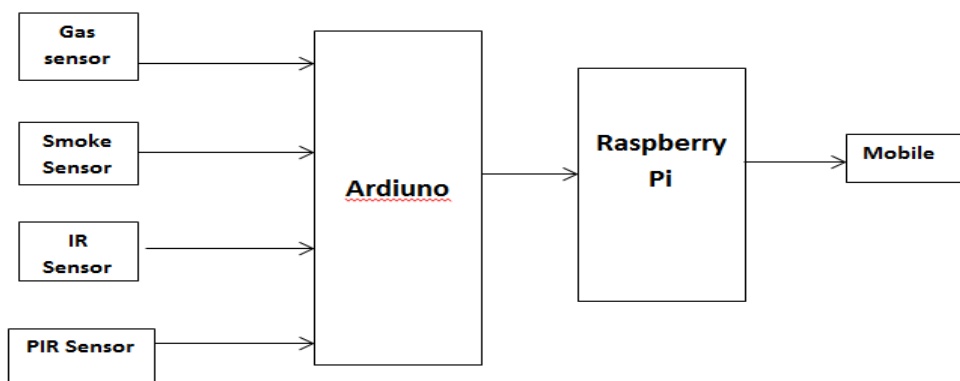 Gas
sensor
Smoke
Sensor
IR
Sensor
PIR Sensor
Ardiuno
Raspberry
Pi
Mobile